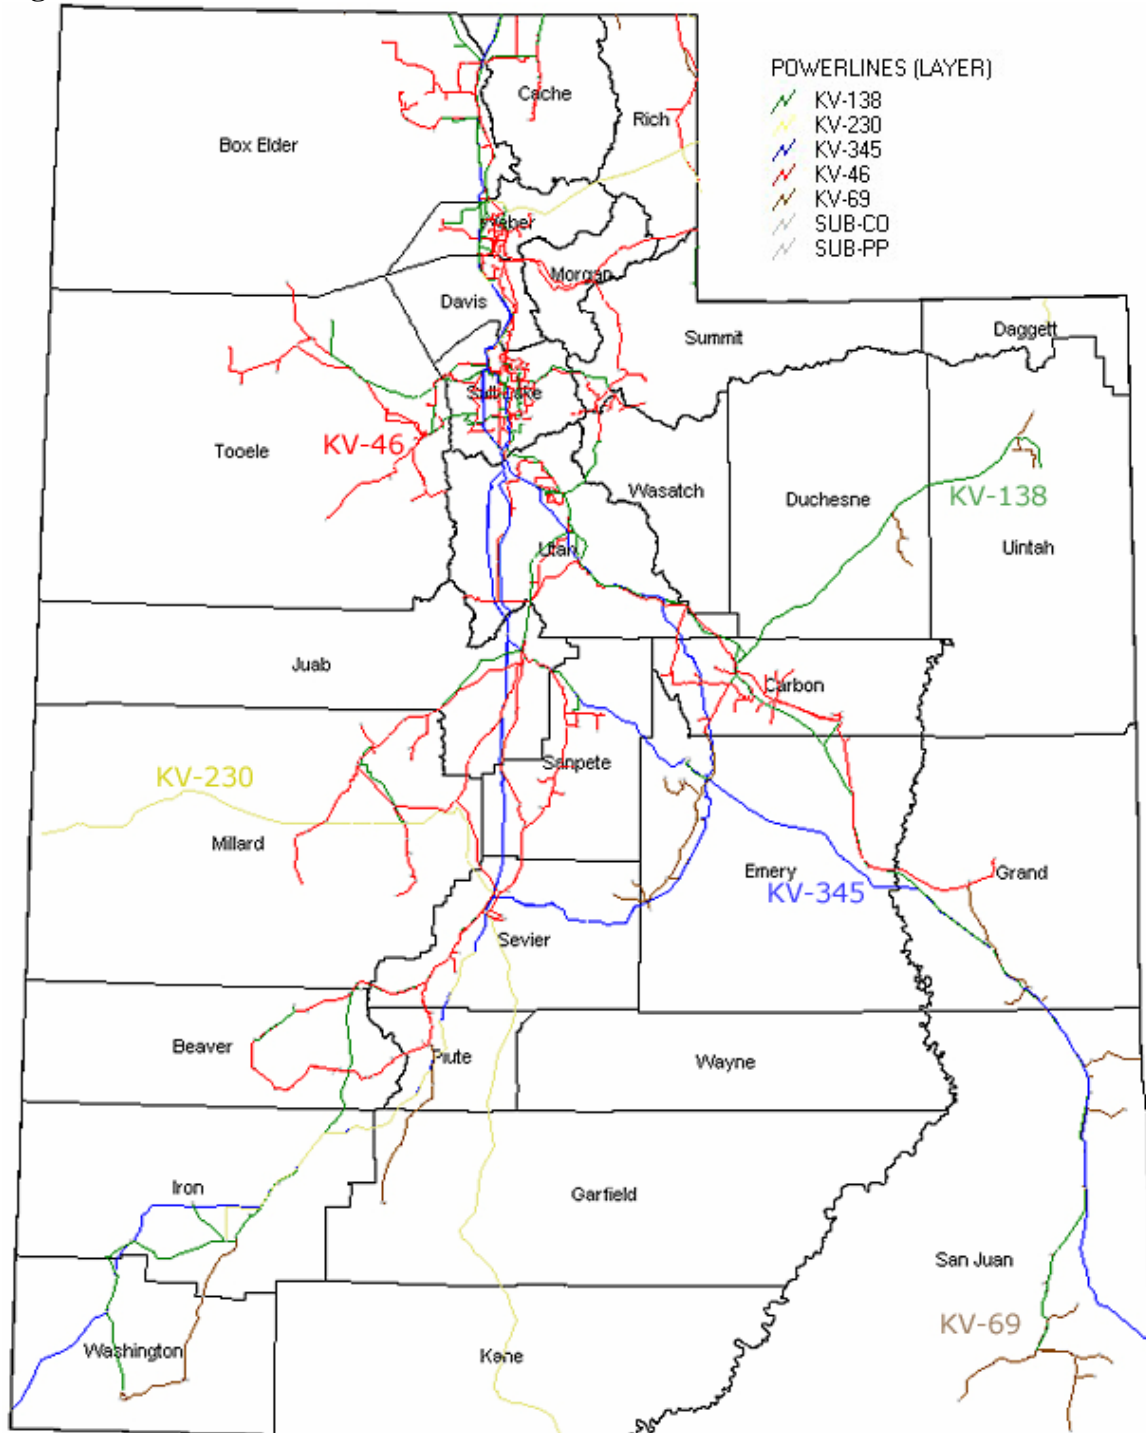 g
POWERLINES (LAYER)
KV-138
KV-230
KV-345
KV-46
KV-69
SUB-CO
SUB-PP
Cache
Rich
Box Elder
Weber
Morgan
Davis
Summit
Daggett
Salt Lake
KV-46
Tooele
Wasatch
Duchesne
KV-138
Utah
Uintah
Juab
Carbon
Sanpete
KV-230
Millard
Emery
Grand
KV-345
Sevier
Beaver
Piute
Wayne
Iron
Garfield
San Juan
KV-69
Washington
Kane